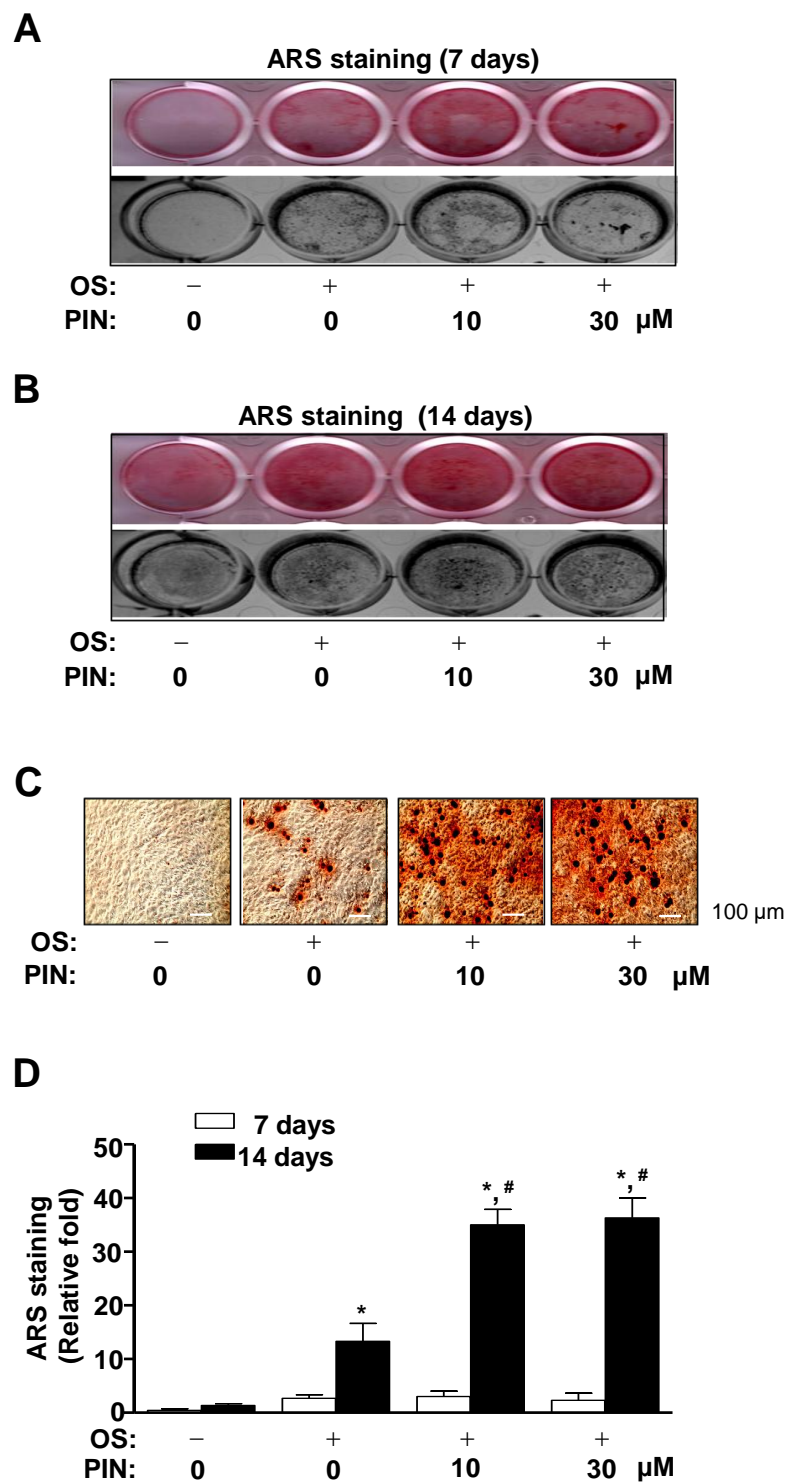 A
ARS staining (7 days)
OS: − + + +
PIN: 0 0 10 30 µM
B
ARS staining (14 days)
OS: − + + +
PIN: 0 0 10 30 µM
C
100 µm
OS: − + + +
PIN: 0 0 10 30 µM
D
7 days
14 days
ARS staining
(Relative fold)
50
40
30
20
10
0
*
*, #
*, #
OS: − + + +
PIN: 0 0 10 30 µM